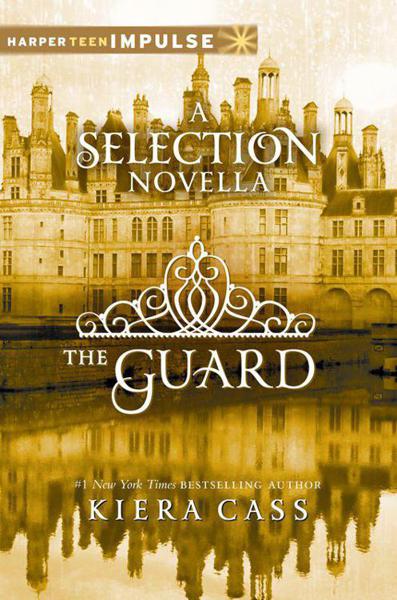 HARPERTEEN IMPULSE
A
SELECTION
NOVELLA
THE GUARD
#1 New York Times BESTSELLING AUTHOR
KIERA CASS